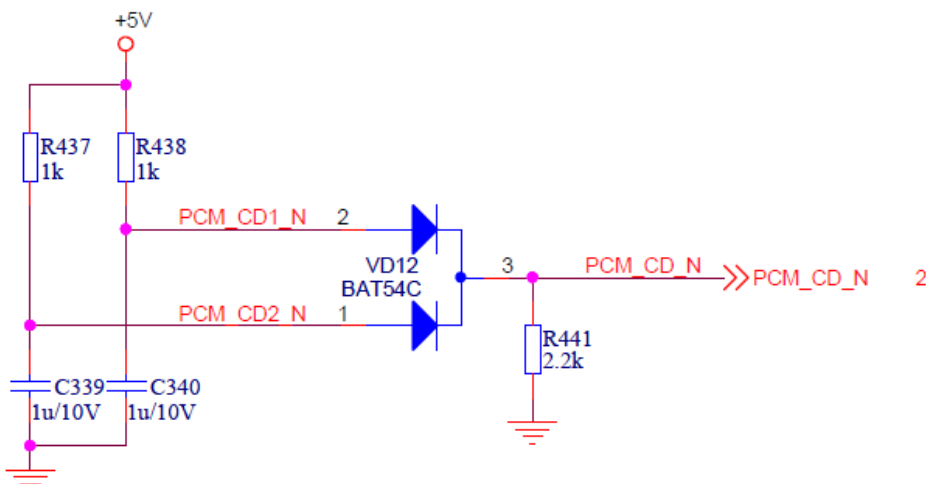 +5V
R437
1k
R438
1k
PCM_CD1_N
2
VD12
BAT54C
3
PCM_CD_N
PCM_CD_N
2
PCM_CD2_N
1
R441
2.2k
C339
1u/10V
C340
1u/10V